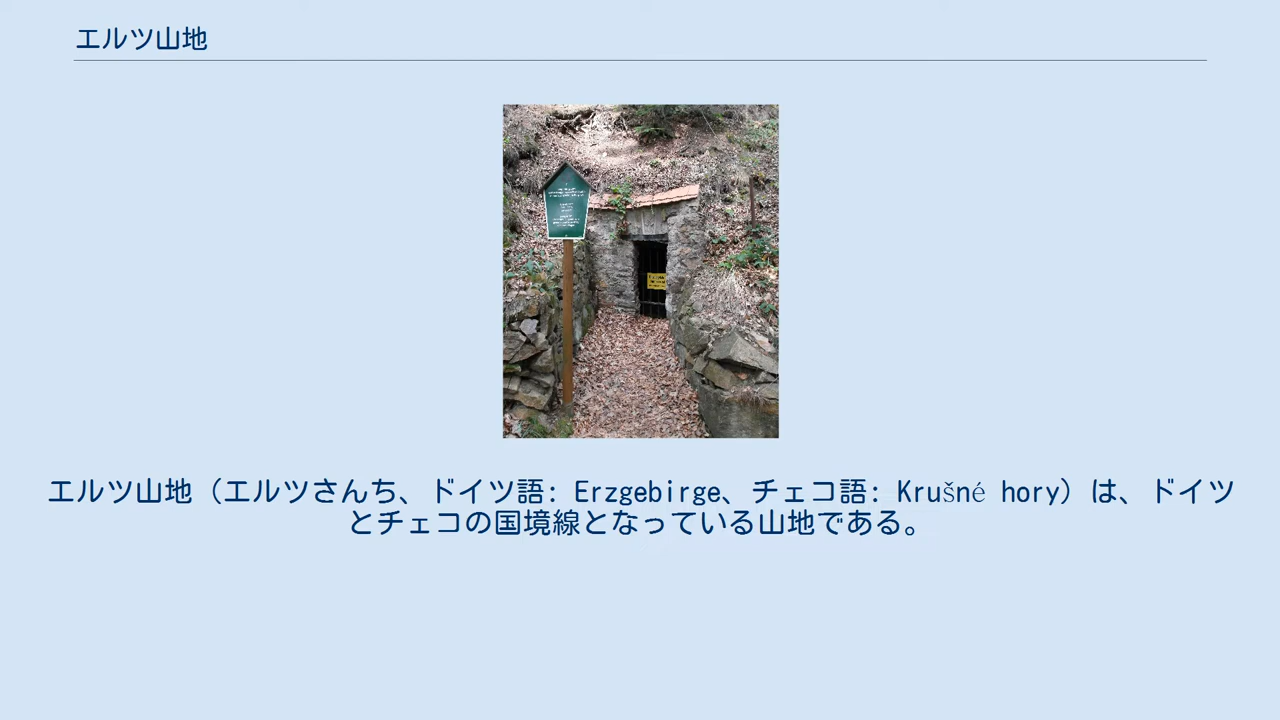 エルツ山地
エルツ山地（エルツさんち、ドイツ語: Erzgebirge、チェコ語: Krušné hory）は、ドイツ
とチェコの国境線となっている山地である。